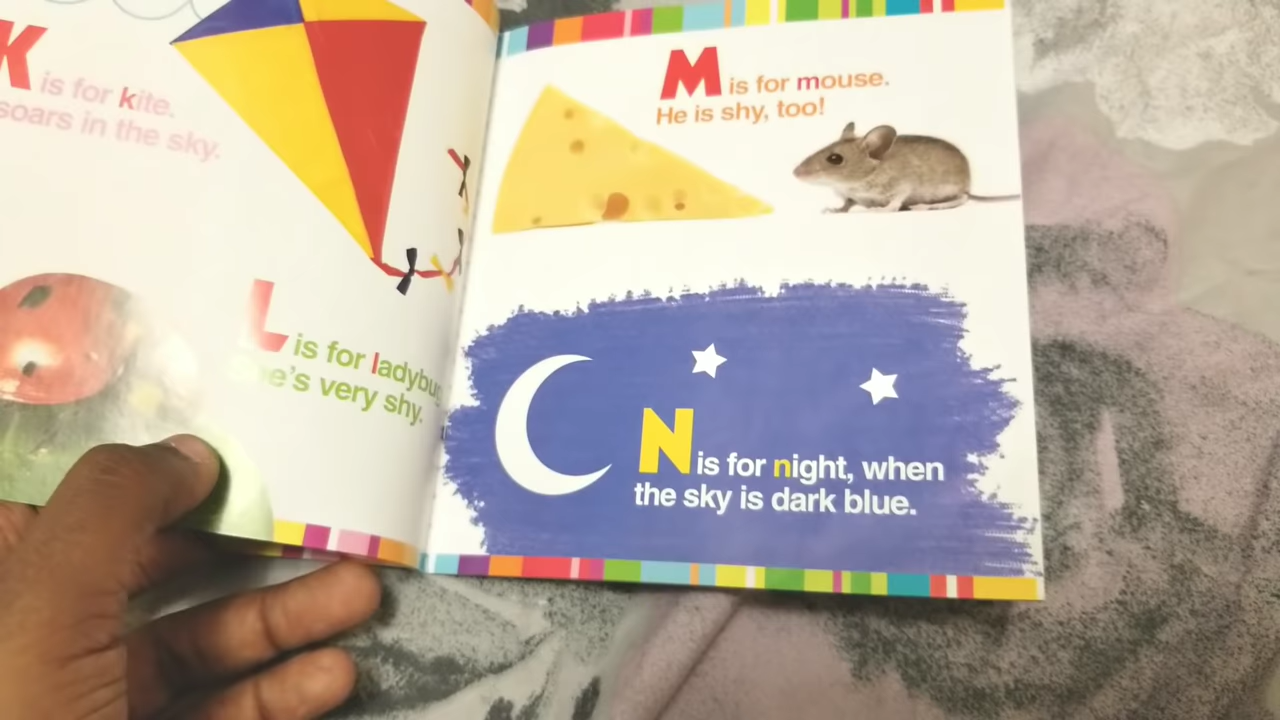 K is for kite.
soars in the sky.
L is for ladybug
she's very shy.
M is for mouse.
He is shy, too!
N is for night, when
the sky is dark blue.